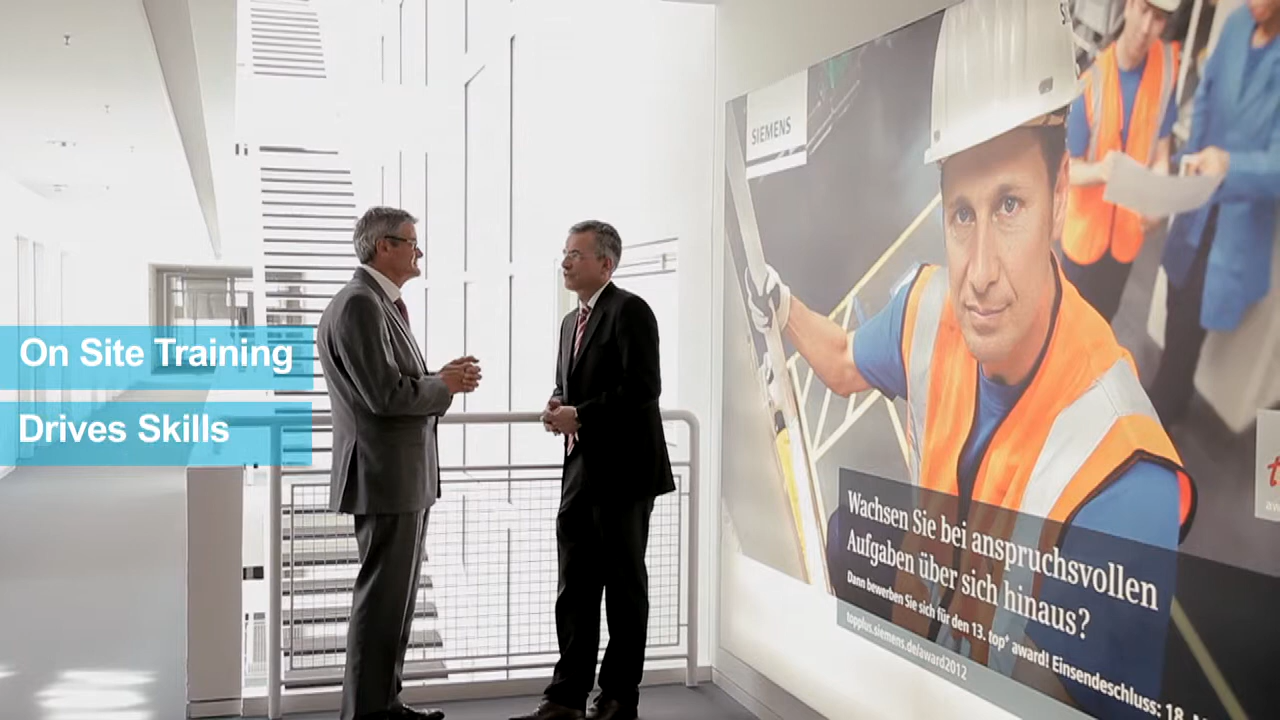 On Site Training
Drives Skills
SIEMENS
Wachsen Sie bei anspruchsvollen
Aufgaben über sich hinaus?
Dann bewerben Sie sich für den 13. top+ award! Einsendeschluss: 18.
topplus.siemens.de/award2012